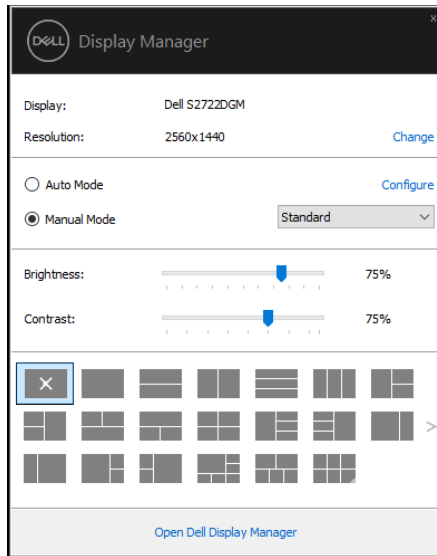 x
DELL Display Manager
Display: Dell S2722DGM
Resolution: 2560x1440 Change
Auto Mode Configure
Manual Mode Standard
Brightness: 75%
Contrast: 75%
Open Dell Display Manager